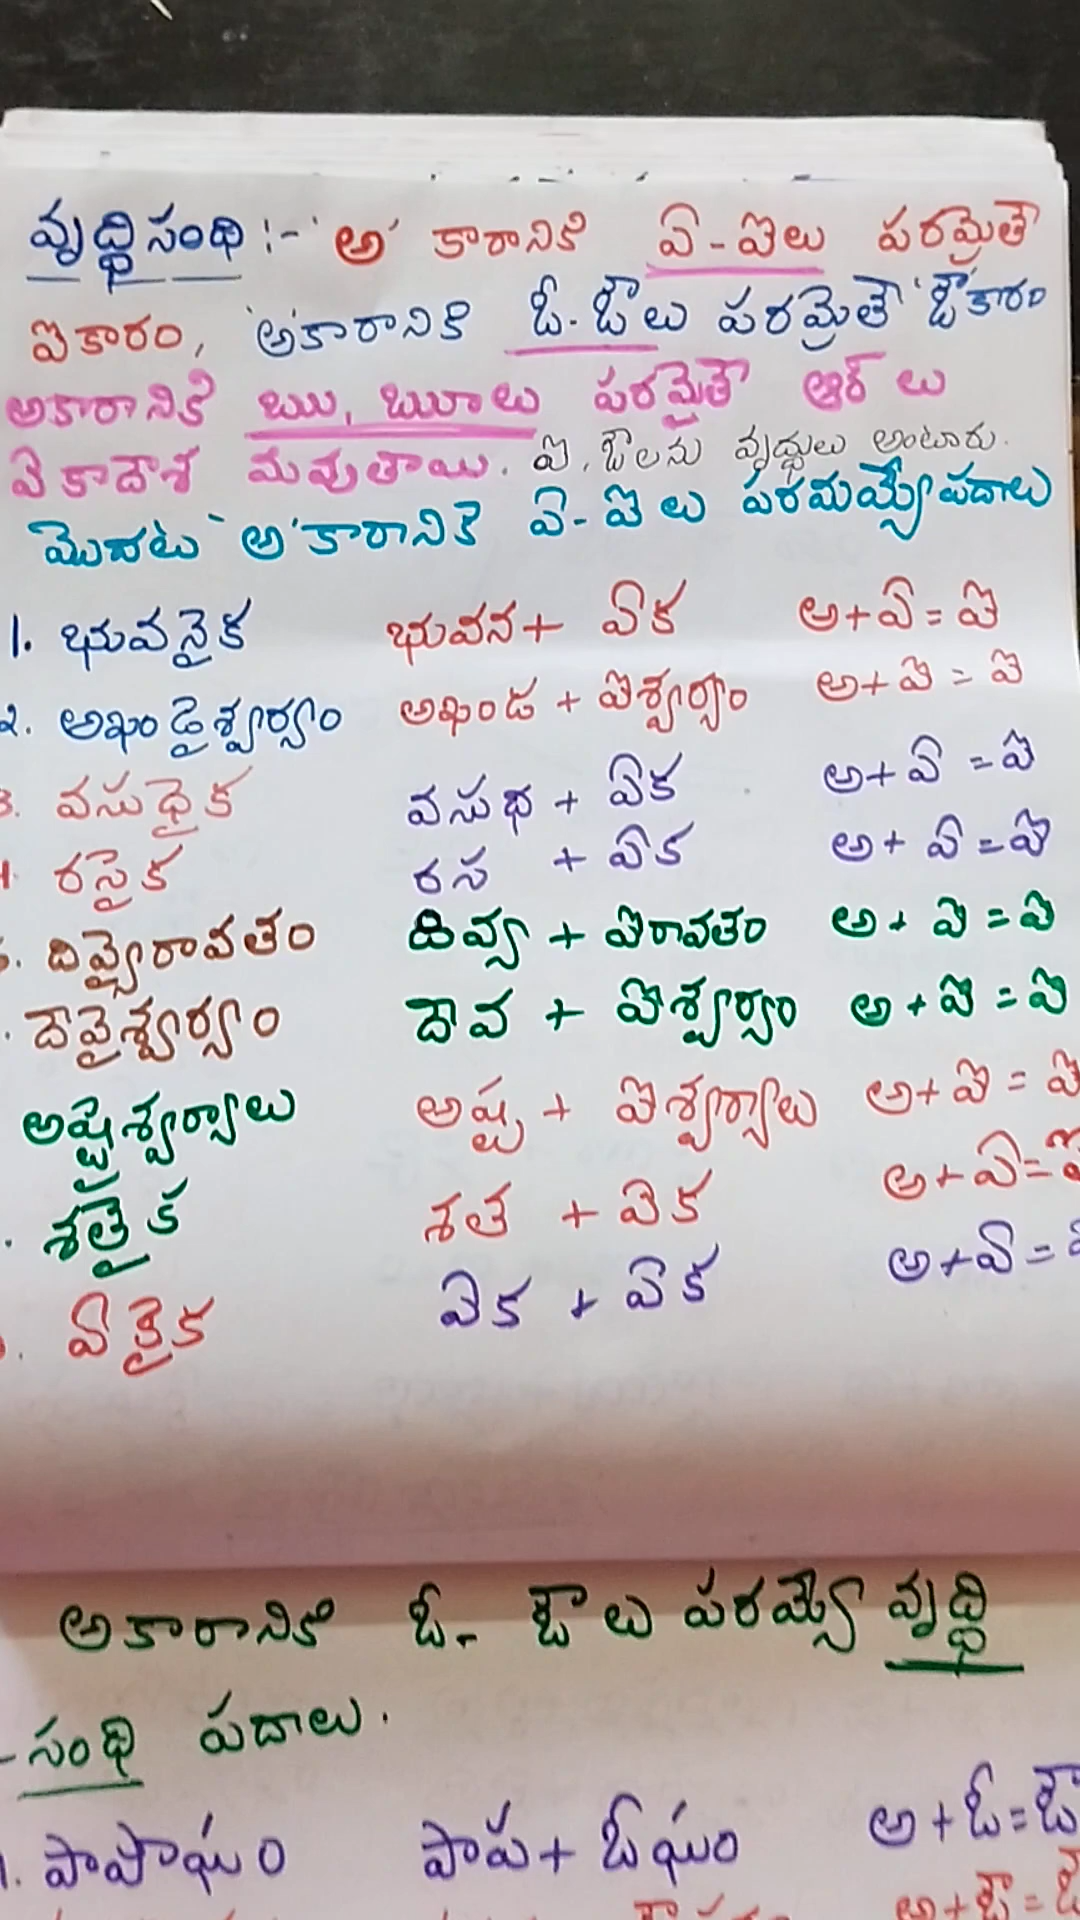 వృద్ధిసంధి :- 'అ' కారానికి ఏ - ఐలు పరమైతే
ఐకారం, 'అ'కారానికి ఓ - ఔలు పరమైతే 'ఔ'కారం
అకారానికి ఋ, ౠలు పరమైతే ఆర్ లు
ఏకాదేశ మవుతాయి. ఐ, ఔలను వృద్ధులు అంటారు.
మొదట 'అ'కారానికి ఏ - ఐ లు పరమయ్యే పదాలు
1. భువనైక భువన + ఏక అ + ఏ = ఐ
2. అఖండైశ్వర్యం అఖండ + ఐశ్వర్యం అ + ఐ = ఐ
3. వసుధైక వసుధ + ఏక అ + ఏ = ఐ
4. రసైక రస + ఏక అ + ఏ = ఐ
5. దివ్యైరావతం దివ్య + ఐరావతం అ + ఐ = ఐ
. దేవైశ్వర్యం దేవ + ఐశ్వర్యం అ + ఐ = ఐ
అష్టైశ్వర్యాలు అష్ట + ఐశ్వర్యాలు అ + ఐ = ఐ
. శతైక శత + ఏక అ + ఏ = ఐ
. ఏకైక ఏక + ఏక అ + ఏ =
అకారానికి ఓ - ఔ లు పరమయ్యే వృద్ధి
- సంధి పదాలు.
1. పాపౌఘం పాప + ఓఘం అ + ఓ = ఔ
అ + ఔ = ఔ